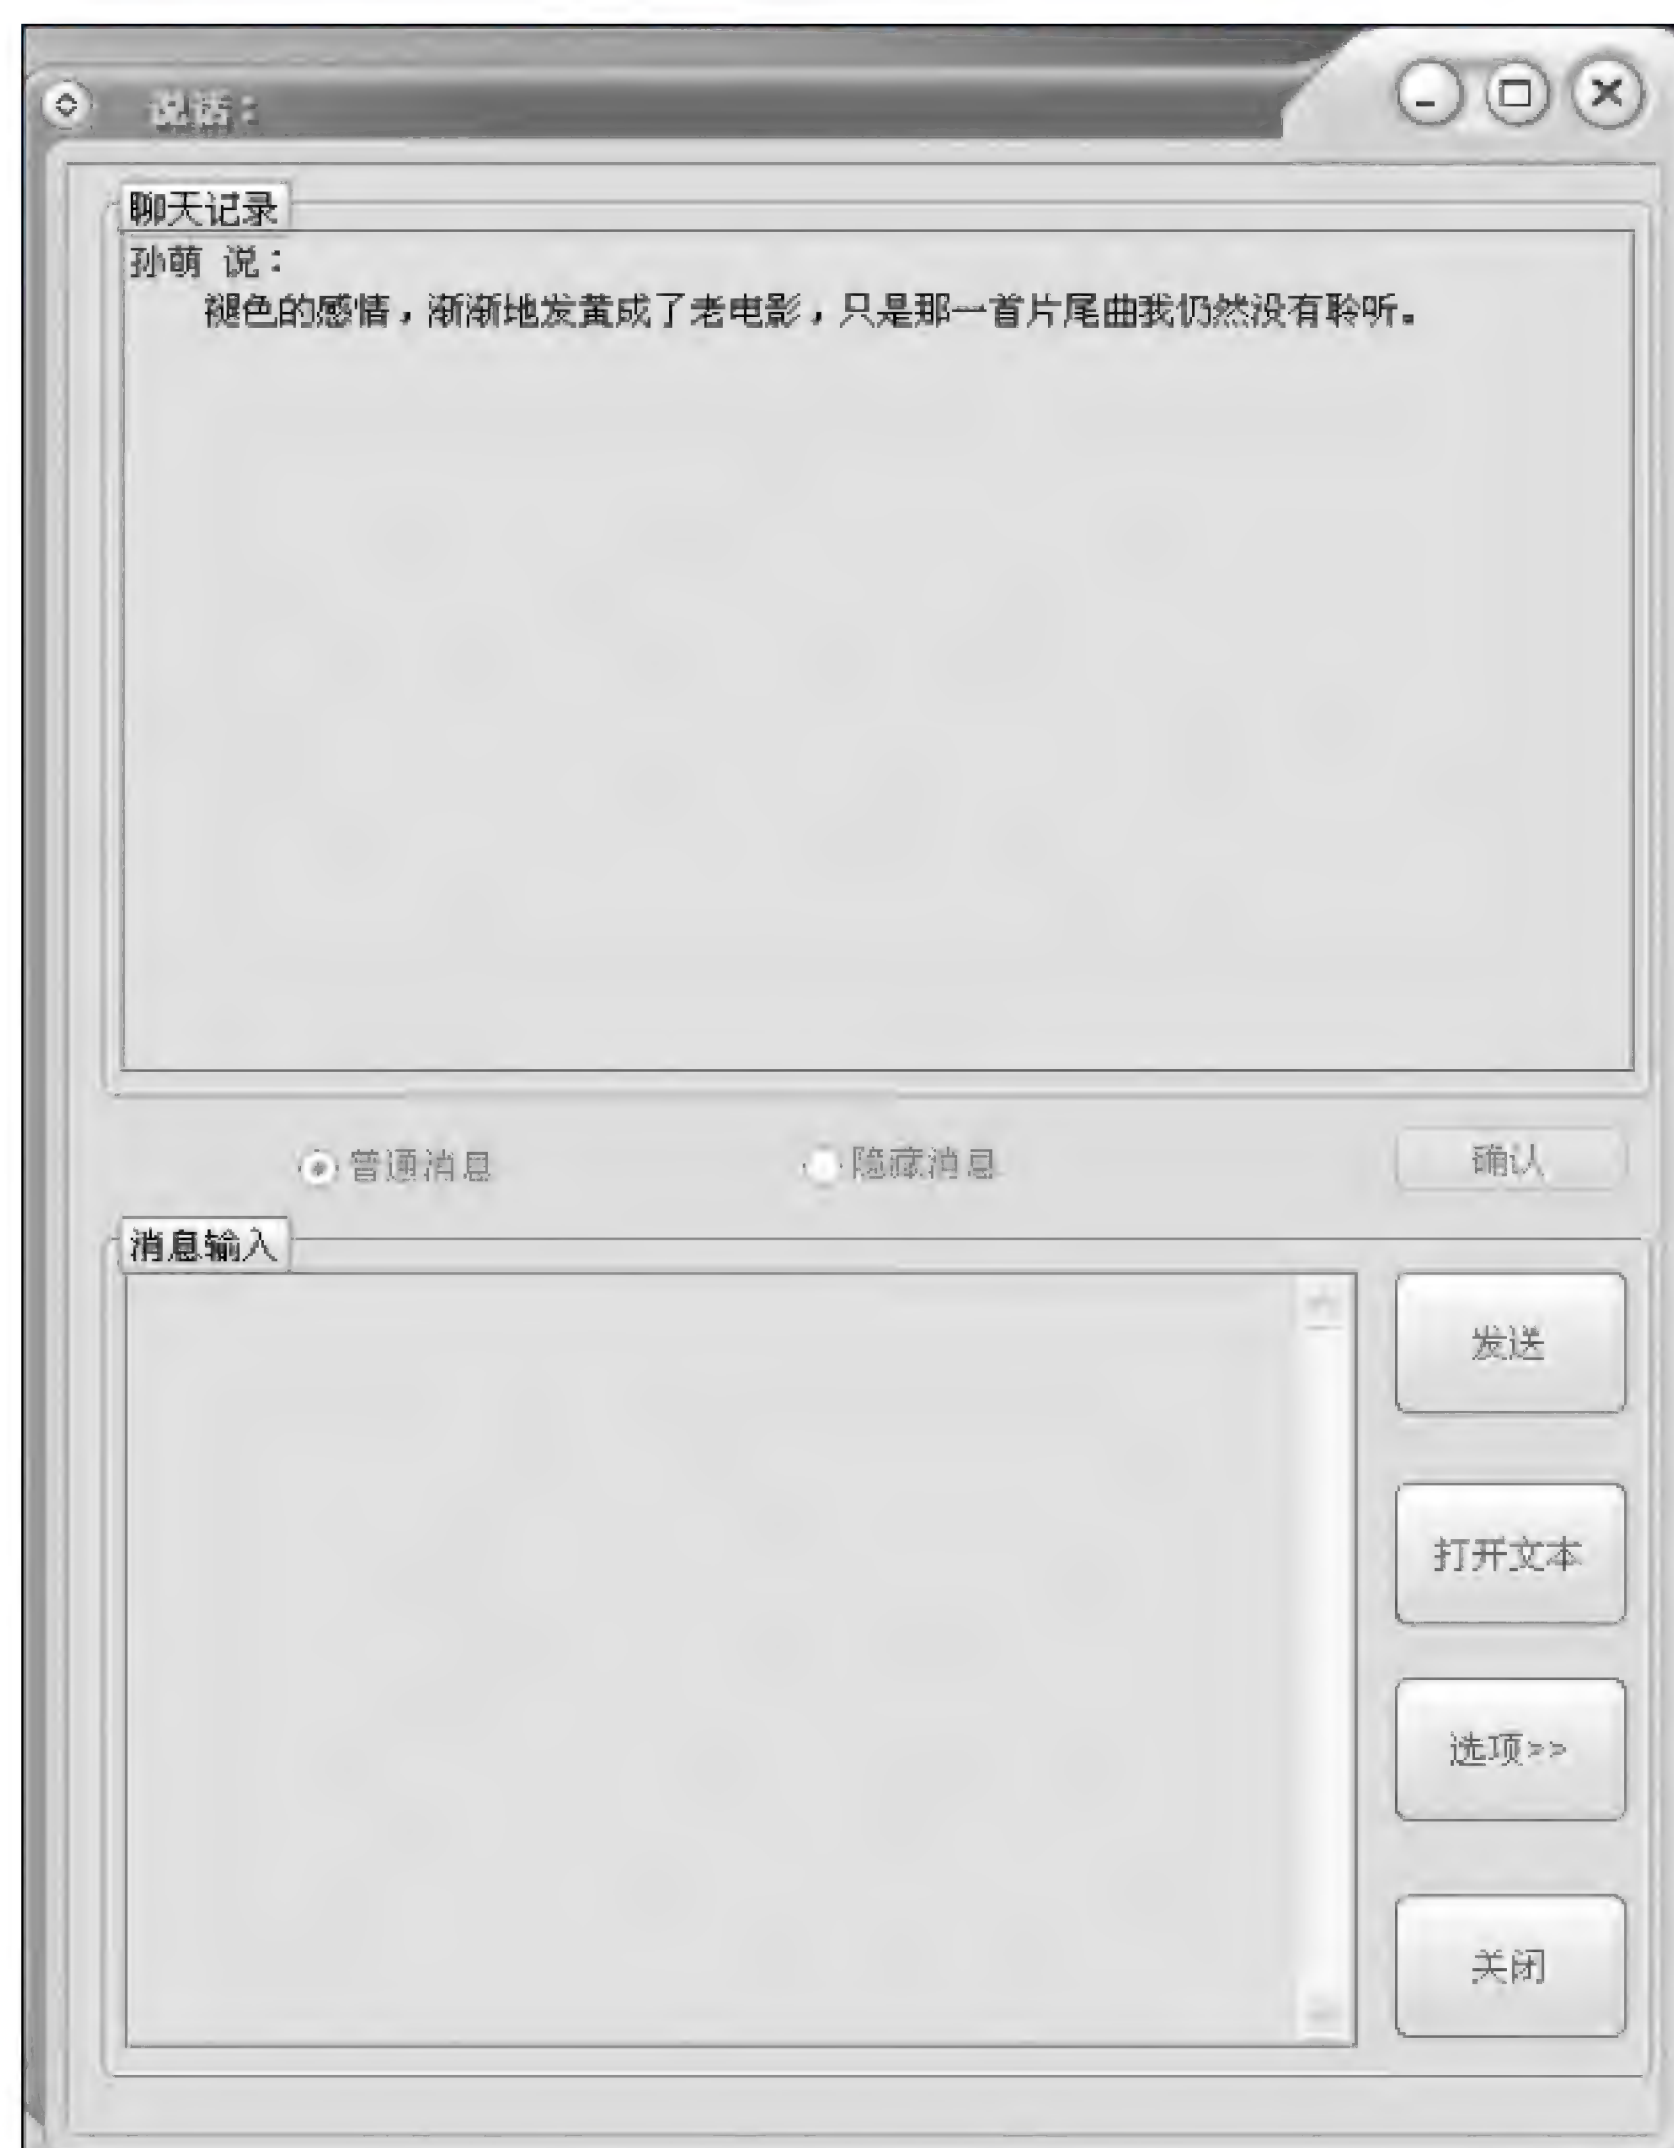 说话：
聊天记录
孙萌 说：
褪色的感情，渐渐地发黄成了老电影，只是那一首片尾曲我仍然没有聆听。
普通消息 隐藏消息 确认
消息输入
发送
打开文本
选项>>
关闭